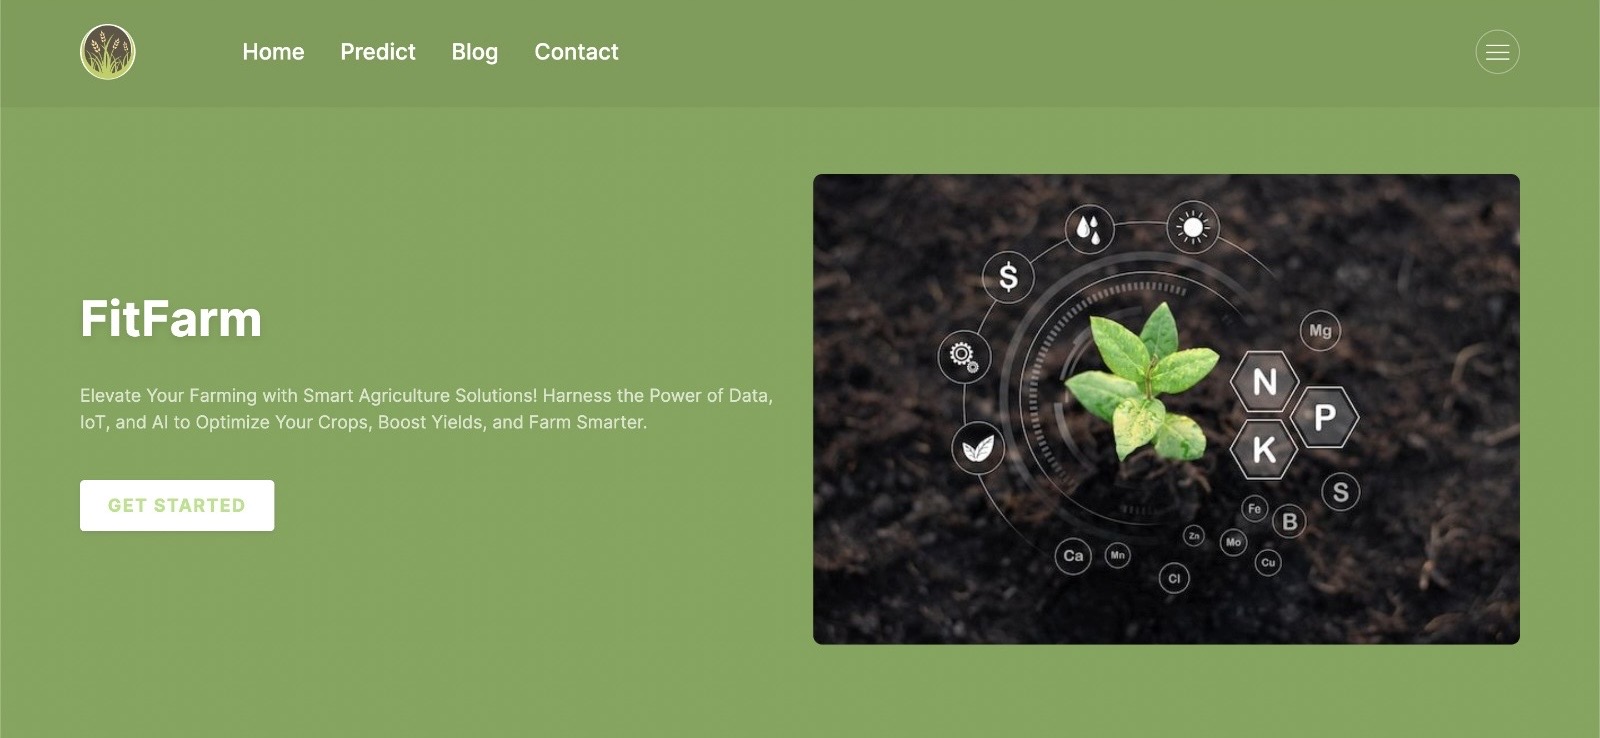 Home Predict Blog Contact
FitFarm
Elevate Your Farming with Smart Agriculture Solutions! Harness the Power of Data,
IoT, and AI to Optimize Your Crops, Boost Yields, and Farm Smarter.
GET STARTED
$
Mg
N
P
K
S
Fe
B
Zn
Mo
Ca
Mn
Cu
Cl